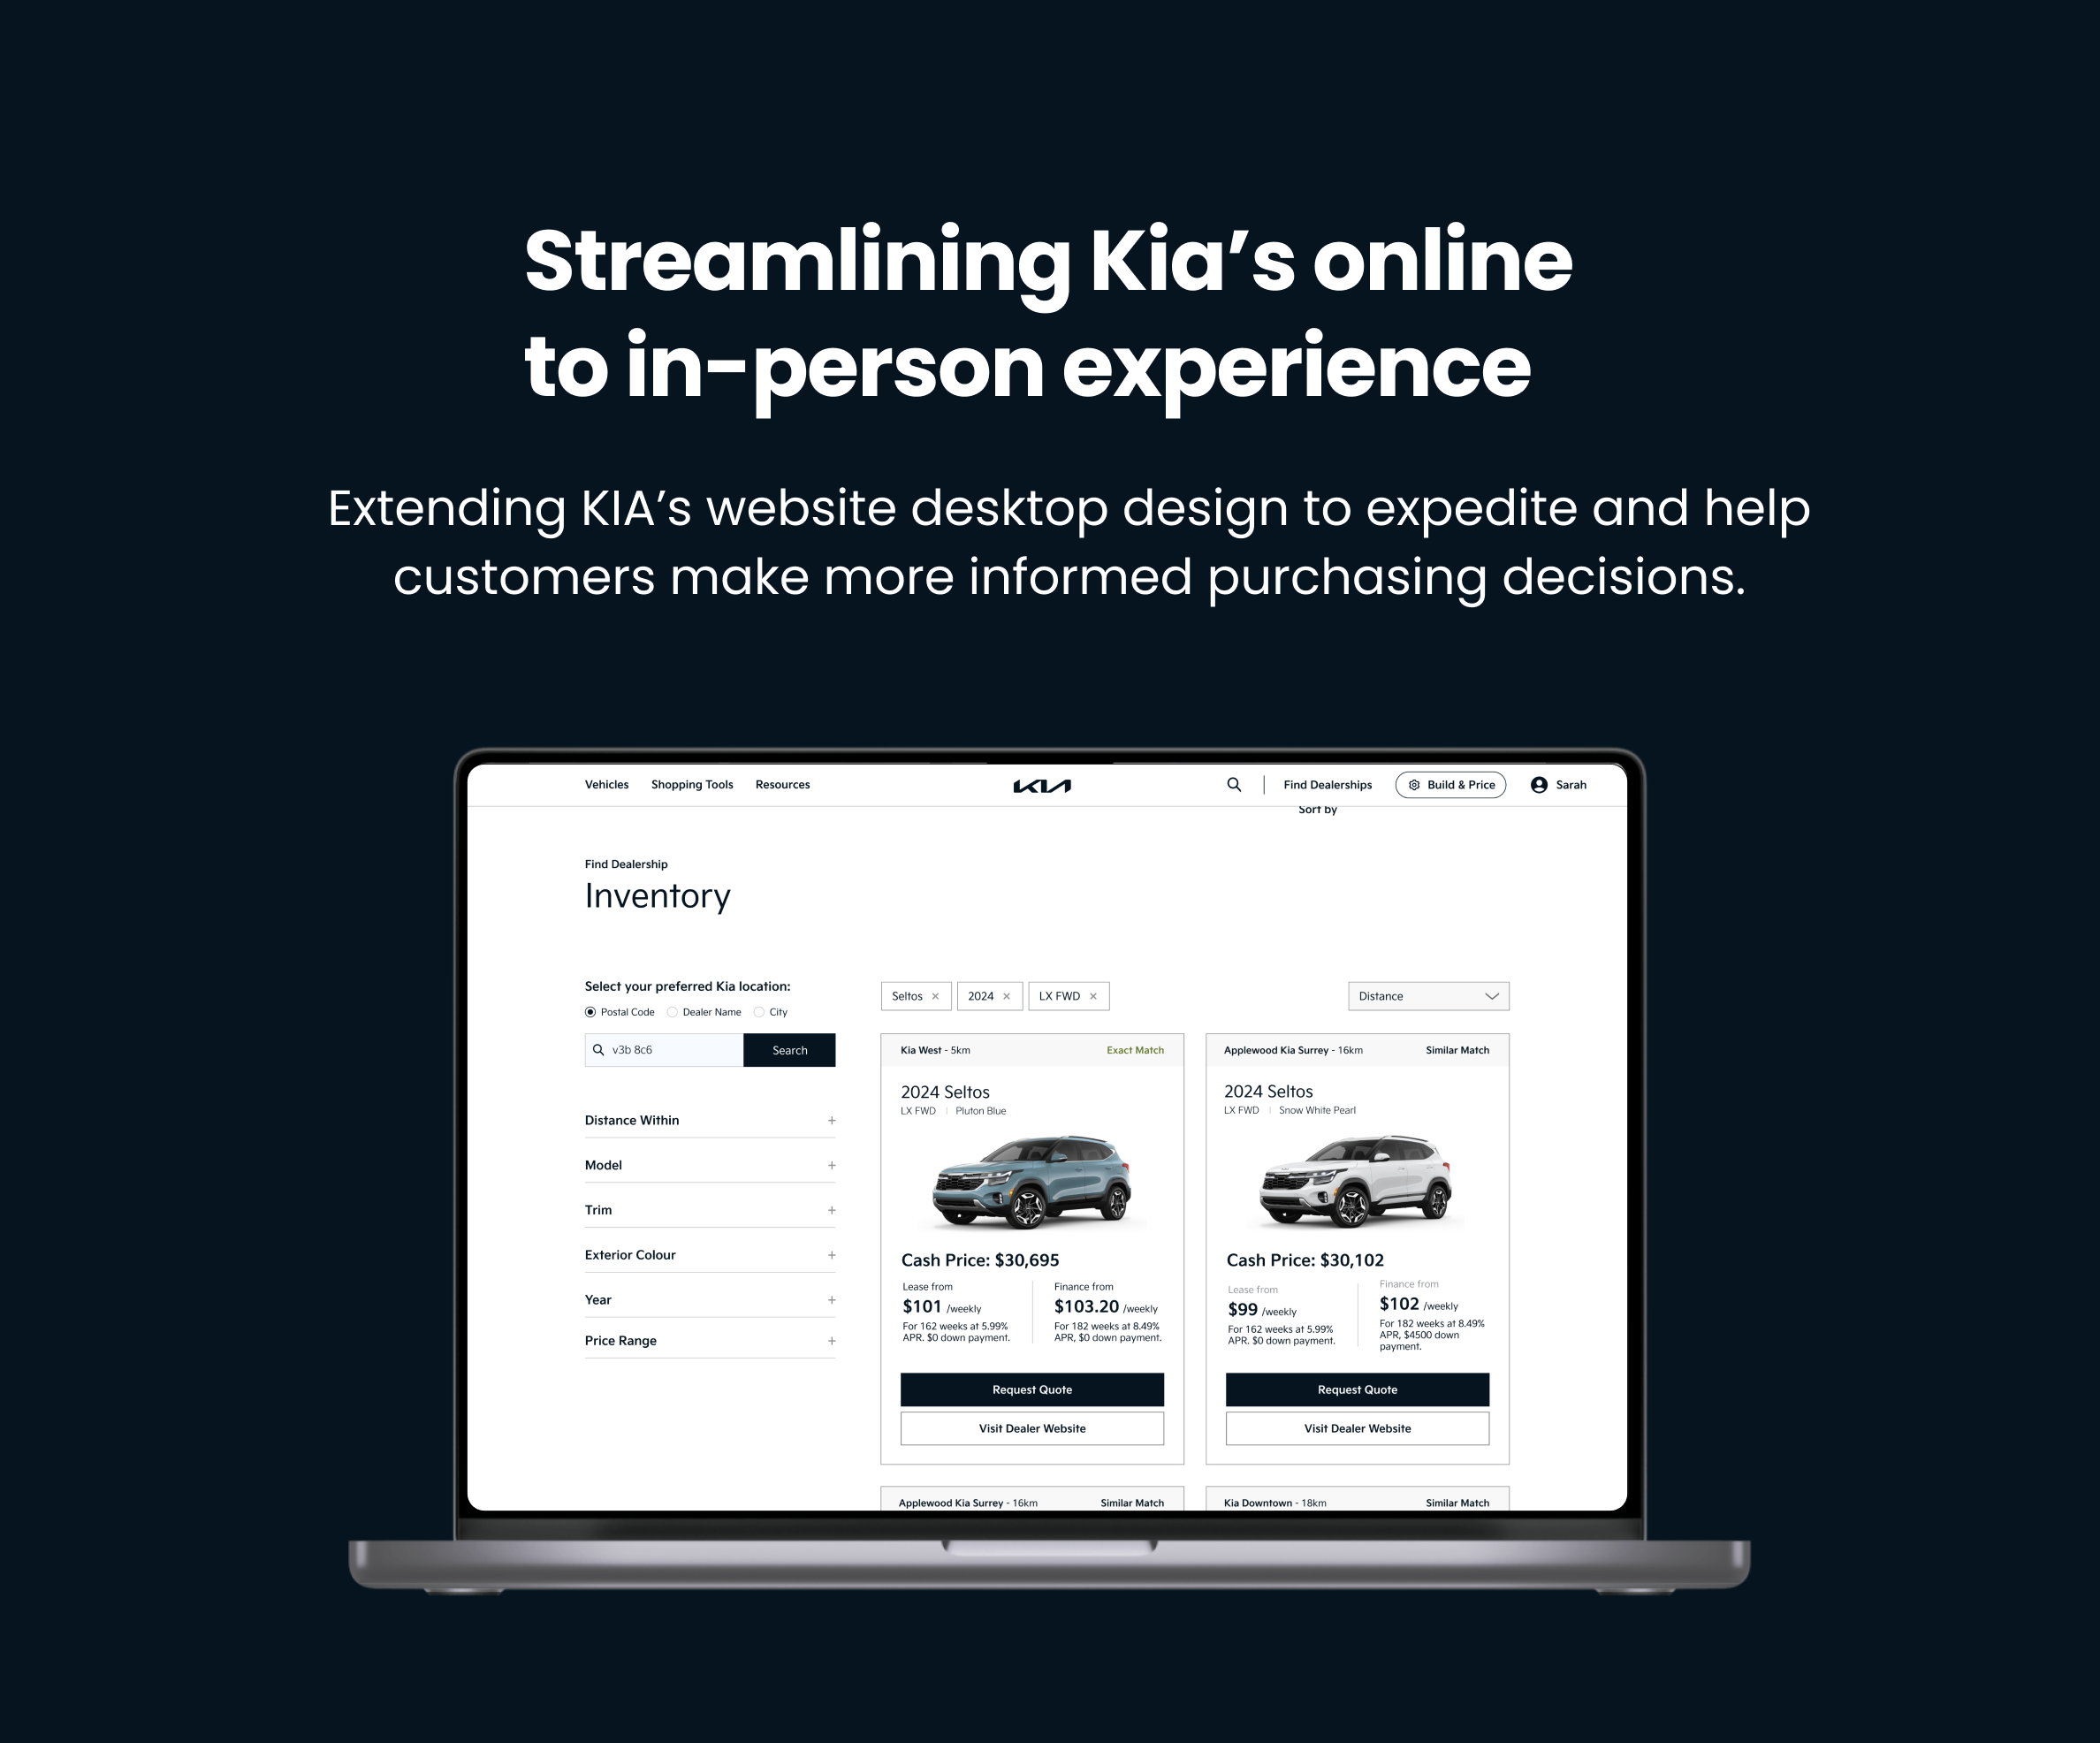 Streamlining Kia’s online
to in-person experience
Extending KIA’s website desktop design to expedite and help
customers make more informed purchasing decisions.
Vehicles Shopping Tools Resources KIA Find Dealerships Build & Price Sarah
Sort by
Find Dealership
Inventory
Select your preferred Kia location:
Postal Code Dealer Name City
v3b 8c6 Search
Distance Within
Model
Trim
Exterior Colour
Year
Price Range
Seltos 2024 LX FWD Distance
Kia West - 5km Exact Match
2024 Seltos
LX FWD | Pluton Blue
Cash Price: $30,695
Lease from
$101 /weekly
For 162 weeks at 5.99%
APR. $0 down payment.
Finance from
$103.20 /weekly
For 182 weeks at 8.49%
APR, $0 down payment.
Request Quote
Visit Dealer Website
Applewood Kia Surrey - 16km Similar Match
2024 Seltos
LX FWD | Snow White Pearl
Cash Price: $30,102
Lease from
$99 /weekly
For 162 weeks at 5.99%
APR. $0 down payment.
Finance from
$102 /weekly
For 182 weeks at 8.49%
APR, $4500 down
payment.
Request Quote
Visit Dealer Website
Applewood Kia Surrey - 16km Similar Match
Kia Downtown - 18km Similar Match